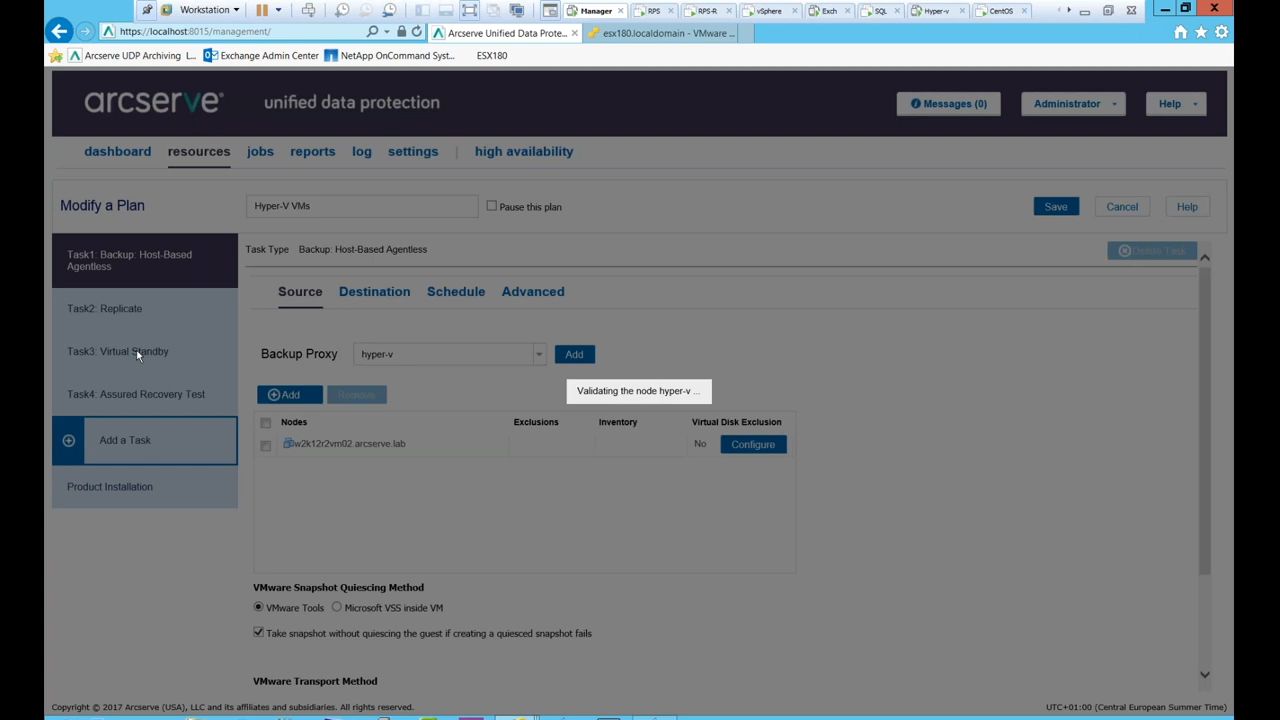 Workstation
Manager
RPS
RPS-R
vSphere
Exch
SQL
Hyper-v
CentOS
https://localhost:8015/management/
Arcserve Unified Data Prote...
esx180.localdomain - VMware ...
Arcserve UDP Archiving L...
Exchange Admin Center
NetApp OnCommand Syst...
ESX180
arcserve®
unified data protection
Messages (0)
Administrator
Help
dashboard
resources
jobs
reports
log
settings
|
high availability
Modify a Plan
Hyper-V VMs
Pause this plan
Save
Cancel
Help
Task1: Backup: Host-Based
Agentless
Task Type Backup: Host-Based Agentless
Delete Task
Task2: Replicate
Task3: Virtual Standby
Task4: Assured Recovery Test
Add a Task
Product Installation
Source
Destination
Schedule
Advanced
Backup Proxy
hyper-v
Add
Validating the node hyper-v ...
Add
Remove
Nodes
Exclusions
Inventory
Virtual Disk Exclusion
w2k12r2vm02.arcserve.lab
No
Configure
VMware Snapshot Quiescing Method
VMware Tools
Microsoft VSS inside VM
Take snapshot without quiescing the guest if creating a quiesced snapshot fails
VMware Transport Method
Copyright © 2017 Arcserve (USA), LLC and its affiliates and subsidiaries. All rights reserved.
UTC+01:00 (Central European Summer Time)